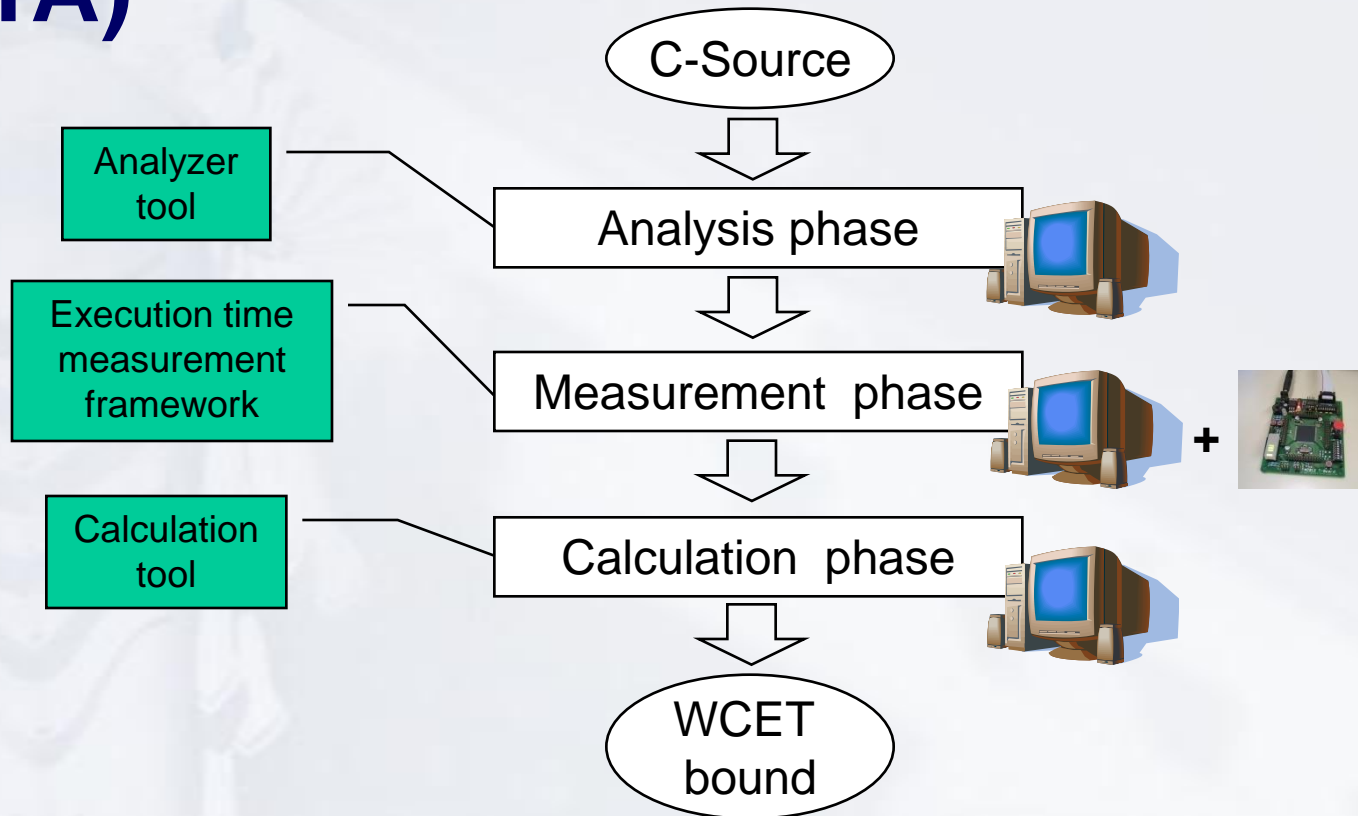 TA)
C-Source
Analyzer
tool
Analysis phase
Execution time
measurement
framework
Measurement phase
+
Calculation
tool
Calculation phase
WCET
bound